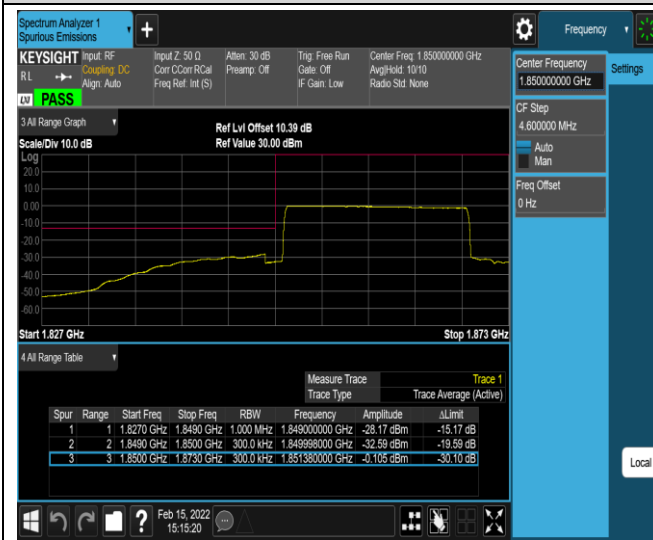 Spectrum Analyzer 1
Spurious Emissions
+
Frequency
KEYSIGHT Input: RF Input Z: 50 Ω Atten: 30 dB Trig: Free Run Center Freq: 1.850000000 GHz
RL Coupling: DC Corr CCorr RCal Preamp: Off Gate: Off Avg|Hold: 10/10
Align: Auto Freq Ref: Int (S) IF Gain: Low Radio Std: None
LXI PASS
3 All Range Graph
Ref Lvl Offset 10.39 dB
Scale/Div 10.0 dB Ref Value 30.00 dBm
Log
20.0
10.0
0.00
-10.0
-20.0
-30.0
-40.0
-50.0
-60.0
Start 1.827 GHz Stop 1.873 GHz
4 All Range Table
Measure Trace Trace 1
Trace Type Trace Average (Active)
Spur Range Start Freq Stop Freq RBW Frequency Amplitude ΔLimit
1 1 1.8270 GHz 1.8490 GHz 1.000 MHz 1.849000000 GHz -28.17 dBm -15.17 dB
2 2 1.8490 GHz 1.8500 GHz 300.0 kHz 1.849998000 GHz -32.59 dBm -19.59 dB
3 3 1.8500 GHz 1.8730 GHz 300.0 kHz 1.851380000 GHz -0.105 dBm -30.10 dB
Center Frequency
1.850000000 GHz
Settings
CF Step
4.600000 MHz
Auto
Man
Freq Offset
0 Hz
Local
?
Feb 15, 2022
15:15:20